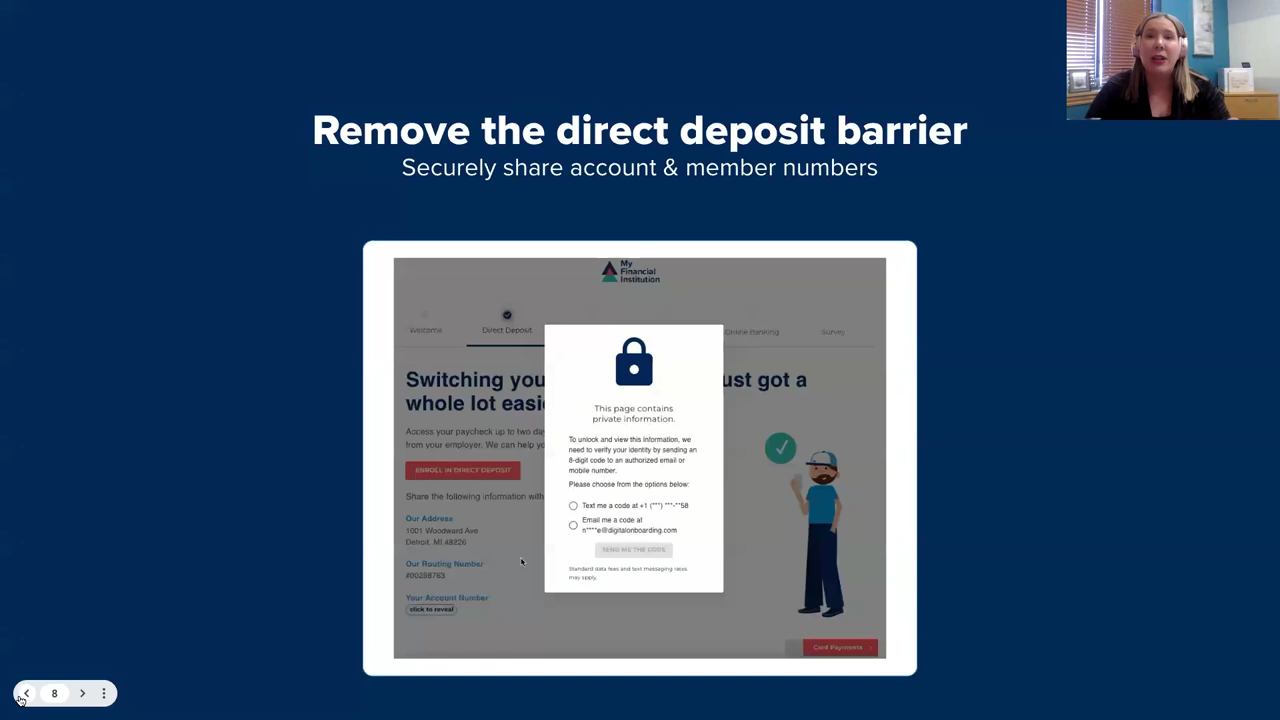 Remove the direct deposit barrier
Securely share account & member numbers
My
Financial
Institution
Welcome
Direct Deposit
Online Banking
Survey
Switching you
ust got a
whole lot easi
Access your paycheck up to two da
from your employer. We can help yo
ENROLL IN DIRECT DEPOSIT
Share the following information with
Our Address
1001 Woodward Ave
Detroit, MI 48226
Our Routing Number
#00298763
Your Account Number
click to reveal
This page contains
private information.
To unlock and view this information, we
need to verify your identity by sending an
8-digit code to an authorized email or
mobile number.
Please choose from the options below:
Text me a code at +1 (***) ***-**58
Email me a code at
n****e@digitalonboarding.com
SEND ME THE CODE
Standard data fees and text messaging rates
may apply.
Card Payments
8